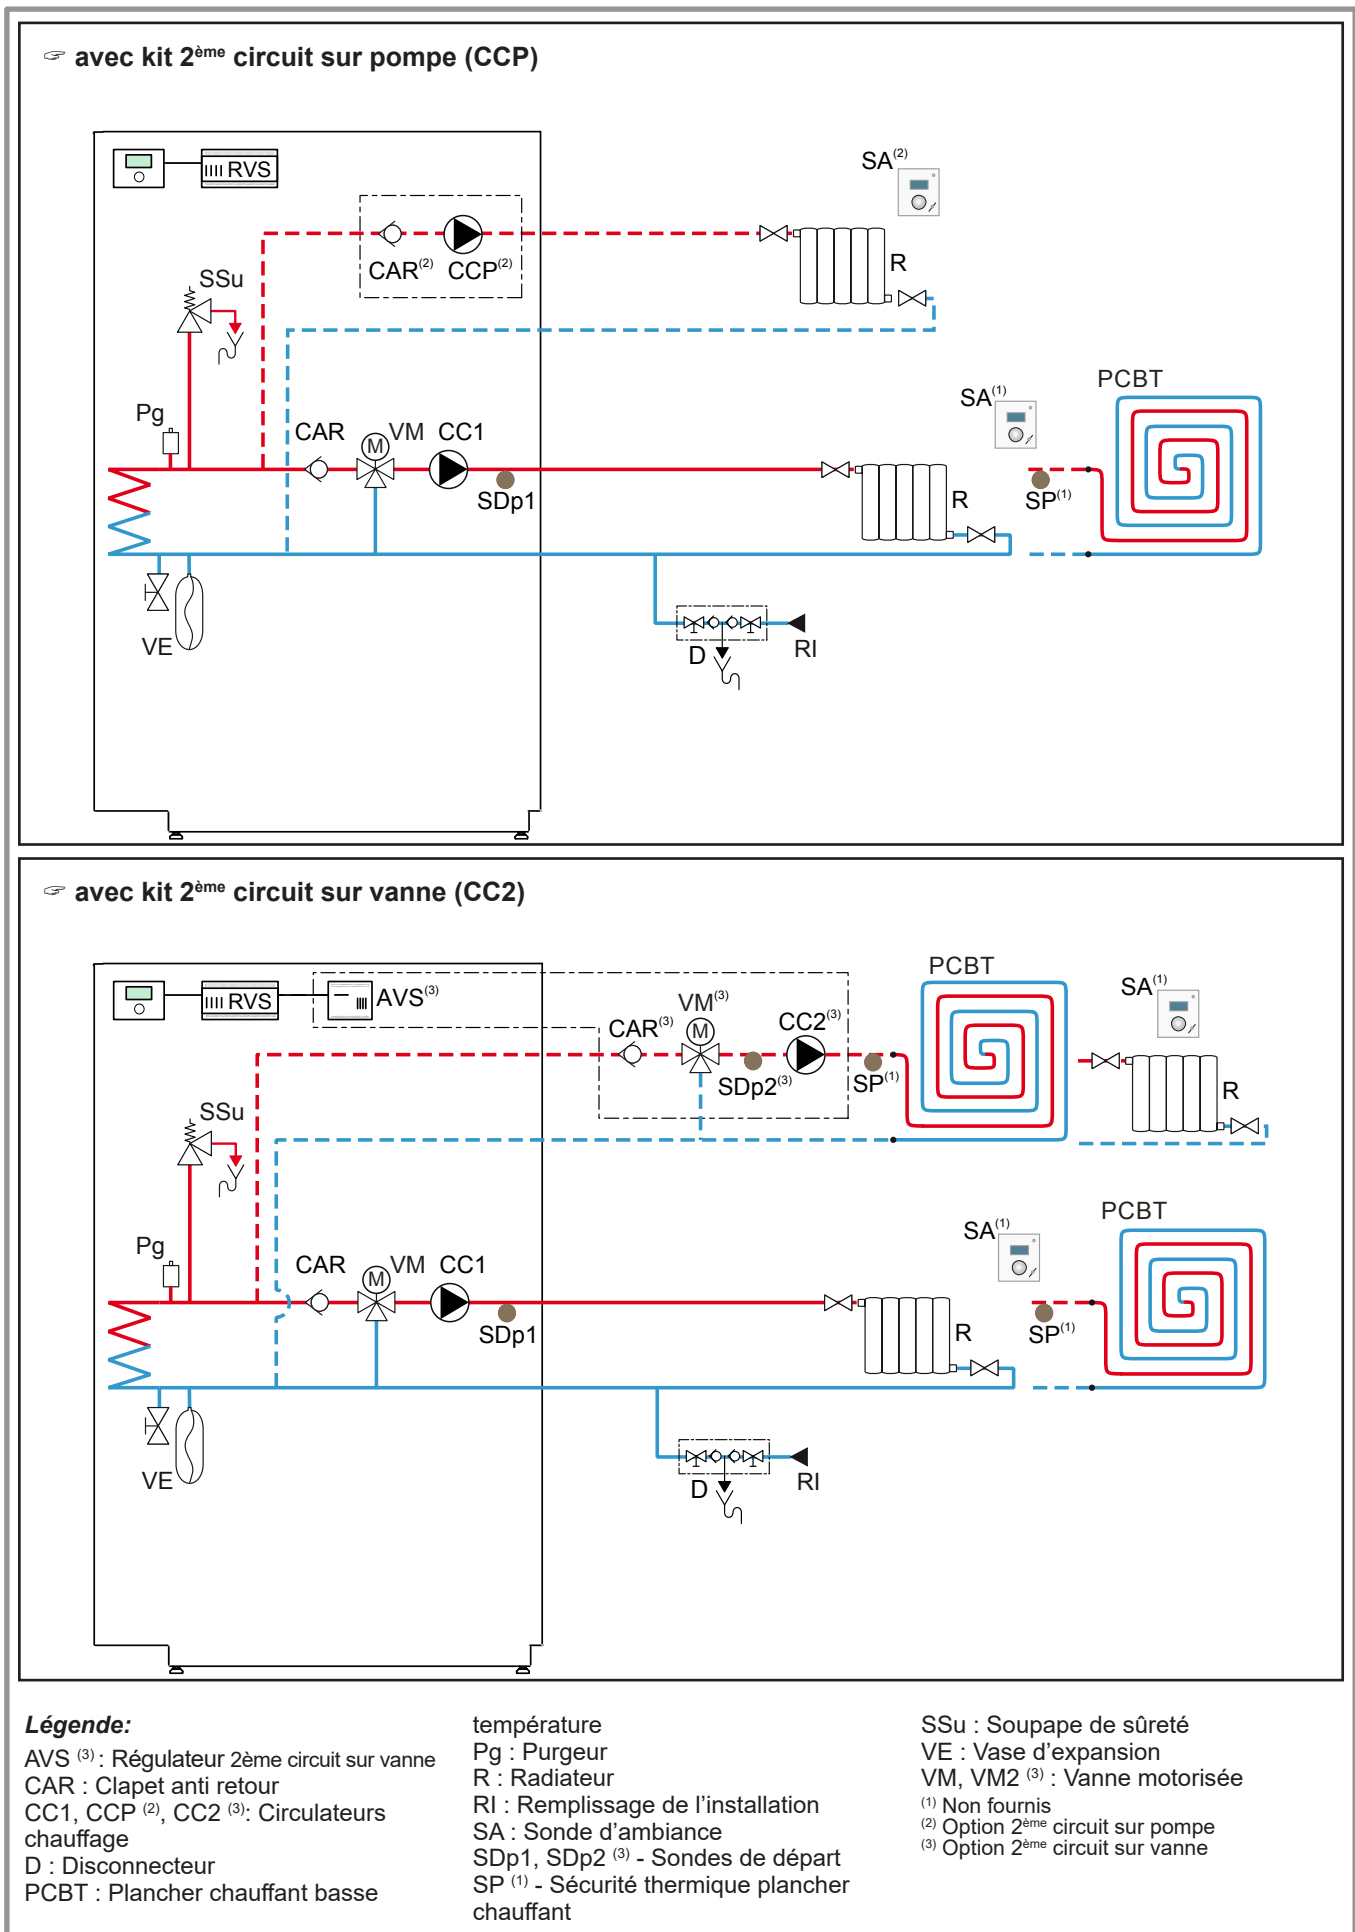 ☞ avec kit 2ème circuit sur pompe (CCP)
RVS
SA(2)
CAR(2) CCP(2)
R
SSu
PCBT
SA(1)
Pg
CAR
M
VM
CC1
SDp1
R
SP(1)
VE
D
RI
☞ avec kit 2ème circuit sur vanne (CC2)
RVS
AVS(3)
VM(3)
CAR(3)
M
CC2(3)
SDp2(3)
SP(1)
PCBT
SA(1)
R
SSu
PCBT
SA(1)
Pg
CAR
M
VM
CC1
SDp1
R
SP(1)
VE
D
RI
Légende:
AVS (3) : Régulateur 2ème circuit sur vanne
CAR : Clapet anti retour
CC1, CCP (2), CC2 (3): Circulateurs
chauffage
D : Disconnecteur
PCBT : Plancher chauffant basse
température
Pg : Purgeur
R : Radiateur
RI : Remplissage de l'installation
SA : Sonde d'ambiance
SDp1, SDp2 (3) - Sondes de départ
SP (1) - Sécurité thermique plancher
chauffant
SSu : Soupape de sûreté
VE : Vase d'expansion
VM, VM2 (3) : Vanne motorisée
(1) Non fournis
(2) Option 2ème circuit sur pompe
(3) Option 2ème circuit sur vanne